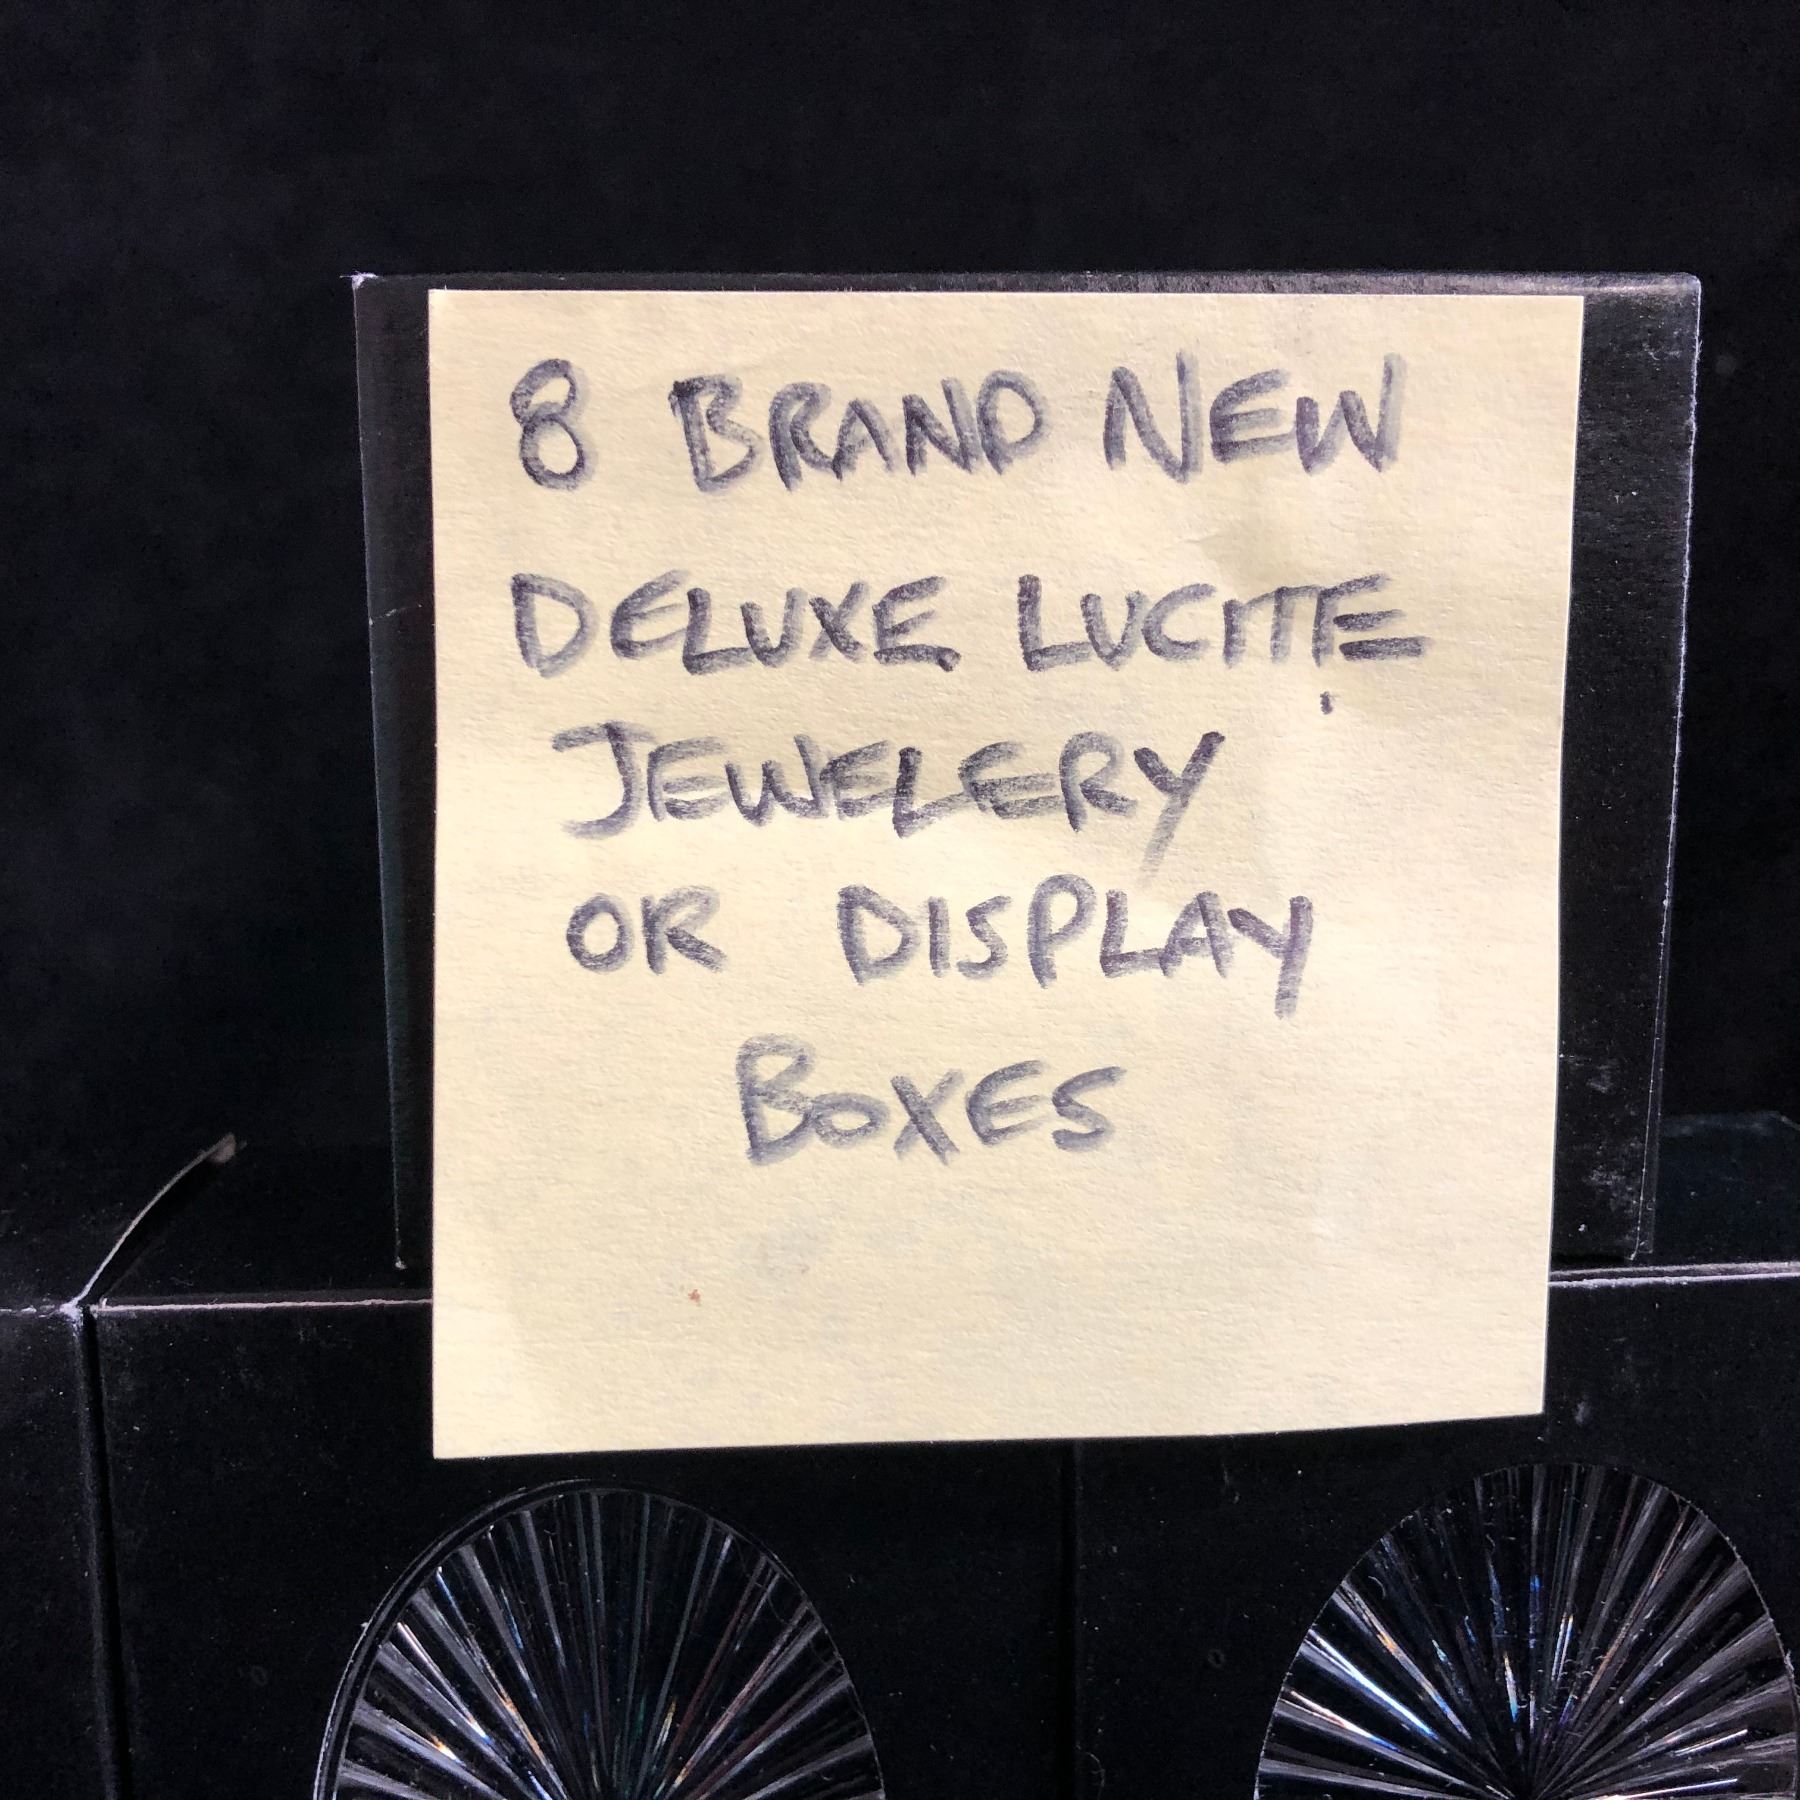 8 BRAND NEW
DELUXE LUCITE
JEWELERY
OR DISPLAY
BOXES